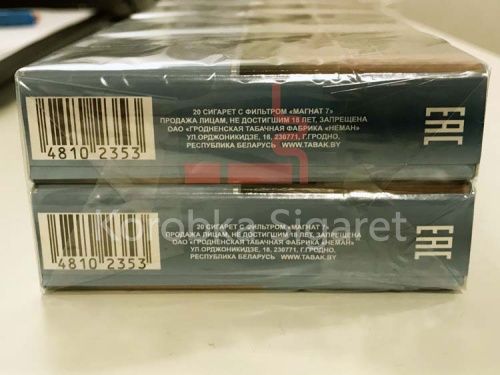 20 СИГАРЕТ С ФИЛЬТРОМ «МАГНАТ 7»
ПРОДАЖА ЛИЦАМ, НЕ ДОСТИГШИМ 18 ЛЕТ, ЗАПРЕЩЕНА
ОАО «ГРОДНЕНСКАЯ ТАБАЧНАЯ ФАБРИКА «НЕМАН»
УЛ.ОРДЖОНИКИДЗЕ, 18, 230771, Г.ГРОДНО,
РЕСПУБЛИКА БЕЛАРУСЬ WWW.TABAK.BY
4810 2353
EAC
Korobka Sigaret
20 СИГАРЕТ С ФИЛЬТРОМ «МАГНАТ 7»
ПРОДАЖА ЛИЦАМ, НЕ ДОСТИГШИМ 18 ЛЕТ, ЗАПРЕЩЕНА
ОАО «ГРОДНЕНСКАЯ ТАБАЧНАЯ ФАБРИКА «НЕМАН»
УЛ.ОРДЖОНИКИДЗЕ, 18, 230771, Г.ГРОДНО,
РЕСПУБЛИКА БЕЛАРУСЬ WWW.TABAK.BY
4810 2353
EAC